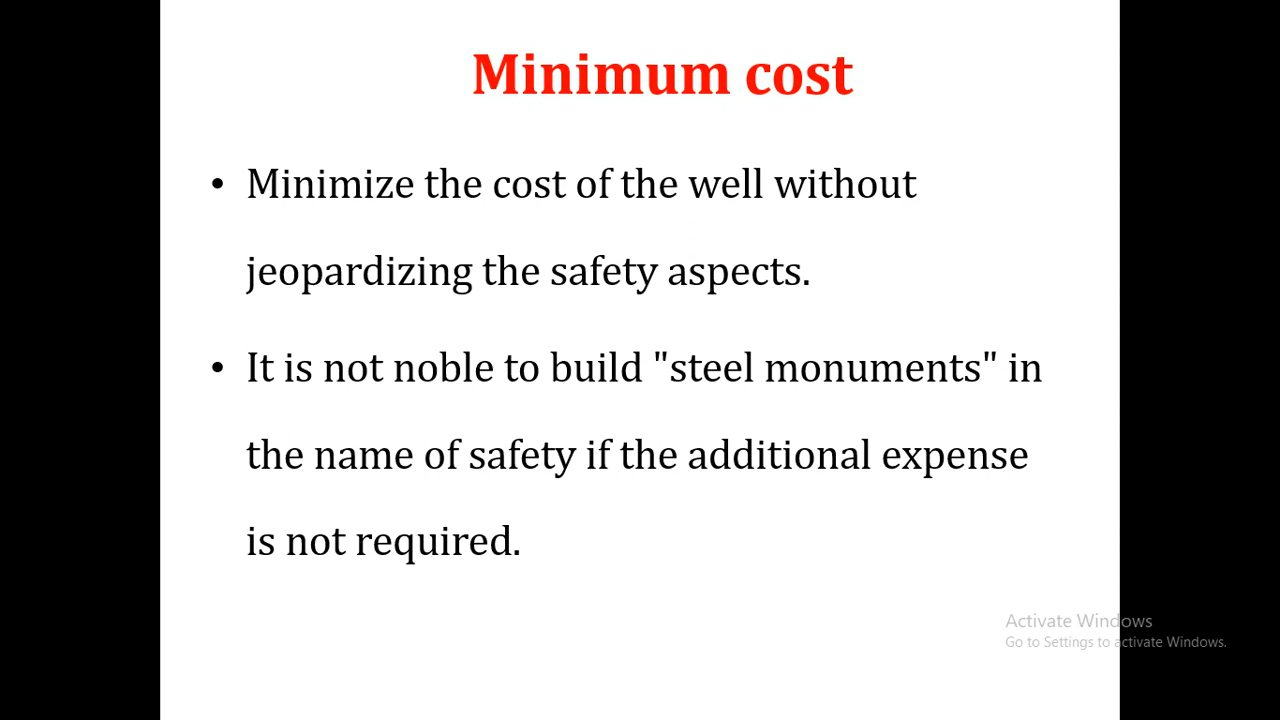 Minimum cost
• Minimize the cost of the well without
jeopardizing the safety aspects.
• It is not noble to build "steel monuments" in
the name of safety if the additional expense
is not required.
Activate Windows
Go to Settings to activate Windows.